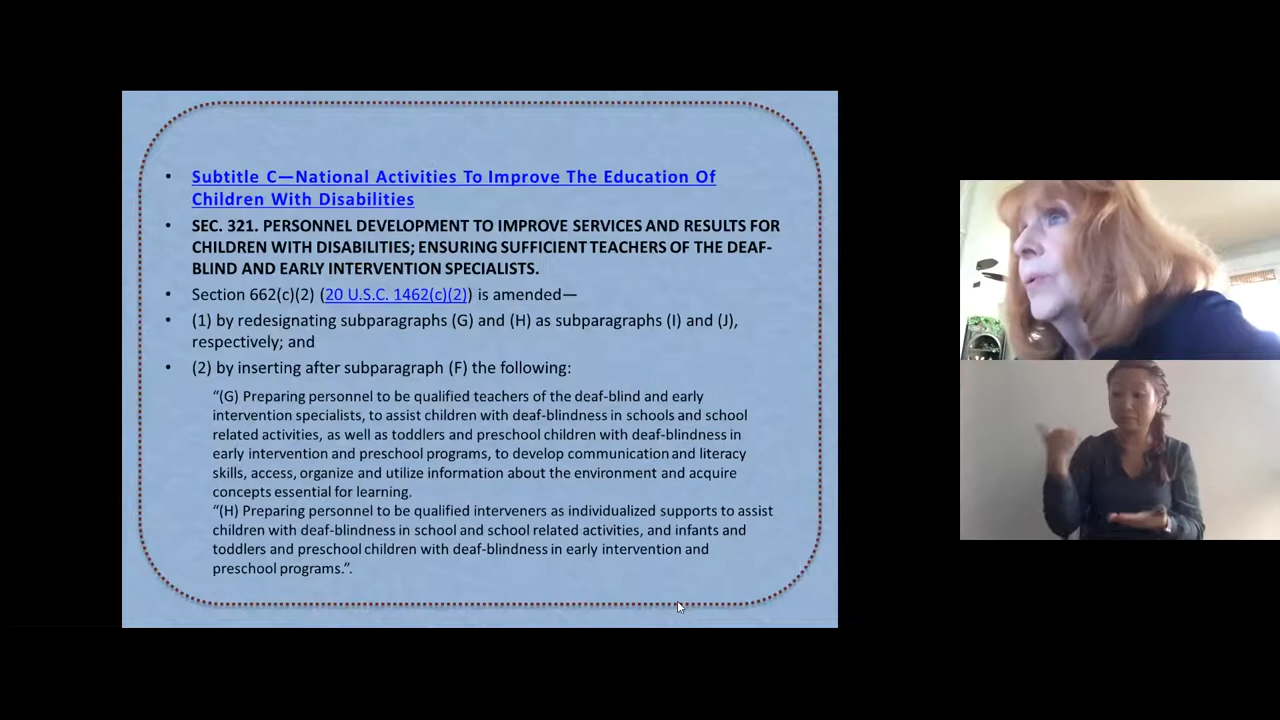 Subtitle C—National Activities To Improve The Education Of
Children With Disabilities
SEC. 321. PERSONNEL DEVELOPMENT TO IMPROVE SERVICES AND RESULTS FOR
CHILDREN WITH DISABILITIES; ENSURING SUFFICIENT TEACHERS OF THE DEAF-
BLIND AND EARLY INTERVENTION SPECIALISTS.
Section 662(c)(2) (20 U.S.C. 1462(c)(2)) is amended—
(1) by redesignating subparagraphs (G) and (H) as subparagraphs (I) and (J),
respectively; and
(2) by inserting after subparagraph (F) the following:
“(G) Preparing personnel to be qualified teachers of the deaf-blind and early
intervention specialists, to assist children with deaf-blindness in schools and school
related activities, as well as toddlers and preschool children with deaf-blindness in
early intervention and preschool programs, to develop communication and literacy
skills, access, organize and utilize information about the environment and acquire
concepts essential for learning.
“(H) Preparing personnel to be qualified interveners as individualized supports to assist
children with deaf-blindness in school and school related activities, and infants and
toddlers and preschool children with deaf-blindness in early intervention and
preschool programs.”.